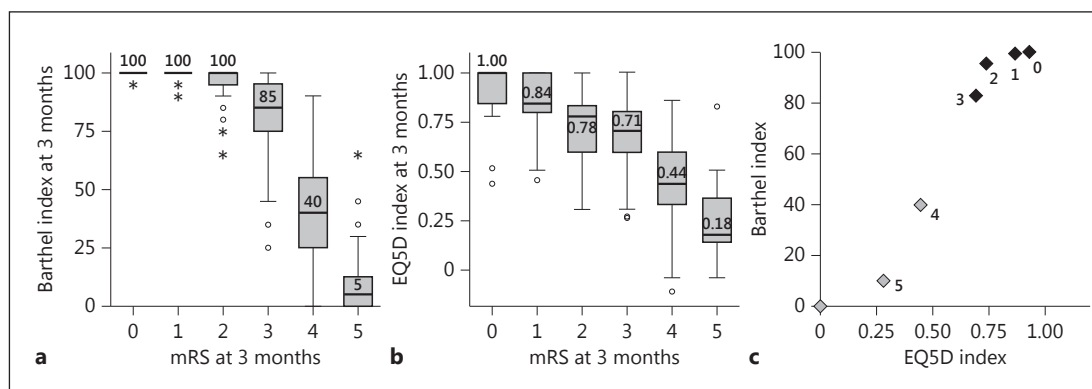 100 100 100
100
85
75
50
40
25
5
0
0 1 2 3 4 5
Barthel index at 3 months
mRS at 3 months
a
1.00
1.00
0.84
0.75
0.78
0.71
0.50
0.44
0.25
0.18
0
0 1 2 3 4 5
EQ5D index at 3 months
mRS at 3 months
b
100
80
60
40
20
0
0 0.25 0.50 0.75 1.00
0
1
2
3
4
5
Barthel index
EQ5D index
c